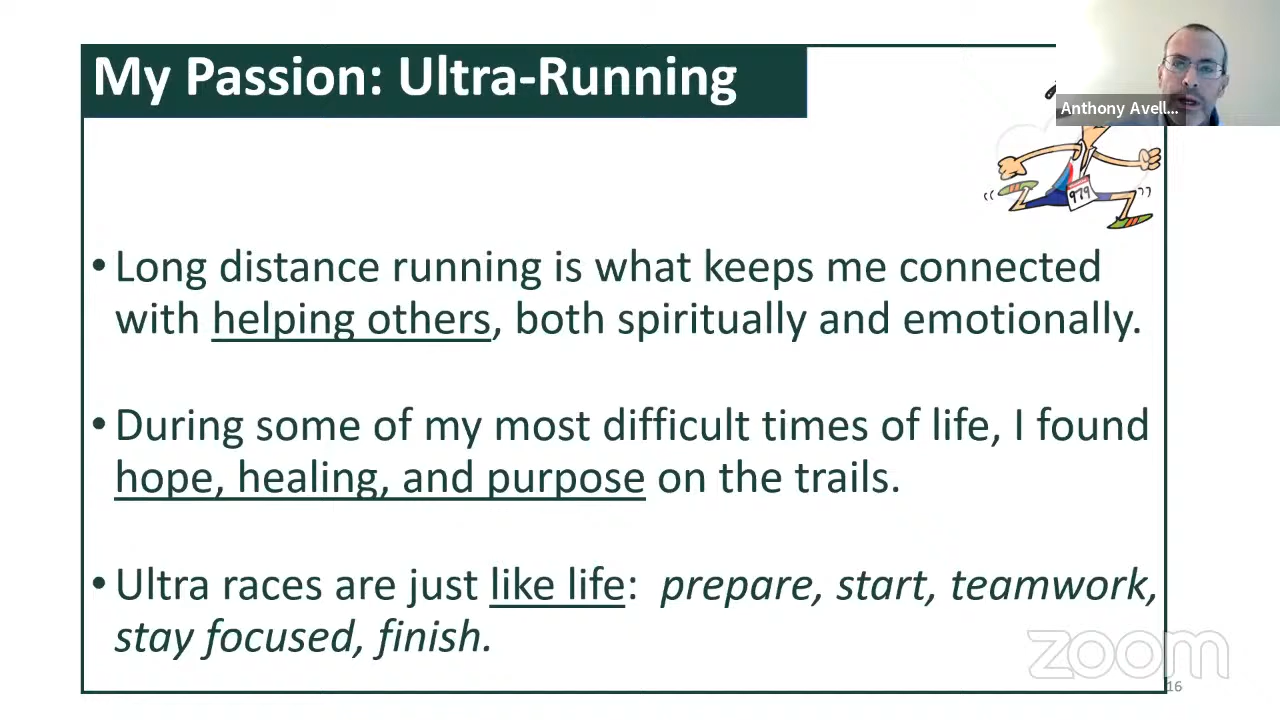 My Passion: Ultra-Running
Anthony Avell...
979
• Long distance running is what keeps me connected
with helping others, both spiritually and emotionally.
• During some of my most difficult times of life, I found
hope, healing, and purpose on the trails.
• Ultra races are just like life: prepare, start, teamwork,
stay focused, finish.
zoom
16